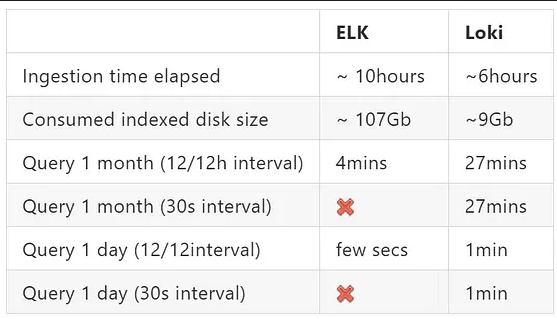 ELK Loki
Ingestion time elapsed ~ 10hours ~6hours
Consumed indexed disk size ~ 107Gb ~9Gb
Query 1 month (12/12h interval) 4mins 27mins
Query 1 month (30s interval) ❌ 27mins
Query 1 day (12/12interval) few secs 1min
Query 1 day (30s interval) ❌ 1min